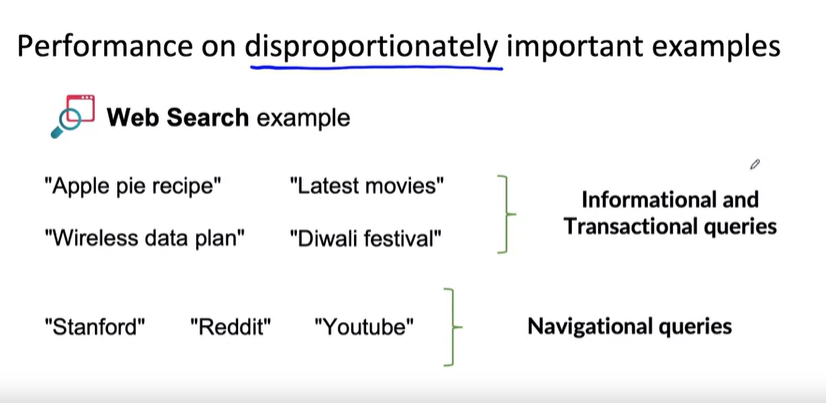 Performance on disproportionately important examples
Web Search example
"Apple pie recipe" "Latest movies"
"Wireless data plan" "Diwali festival"
Informational and
Transactional queries
"Stanford" "Reddit" "Youtube"
Navigational queries